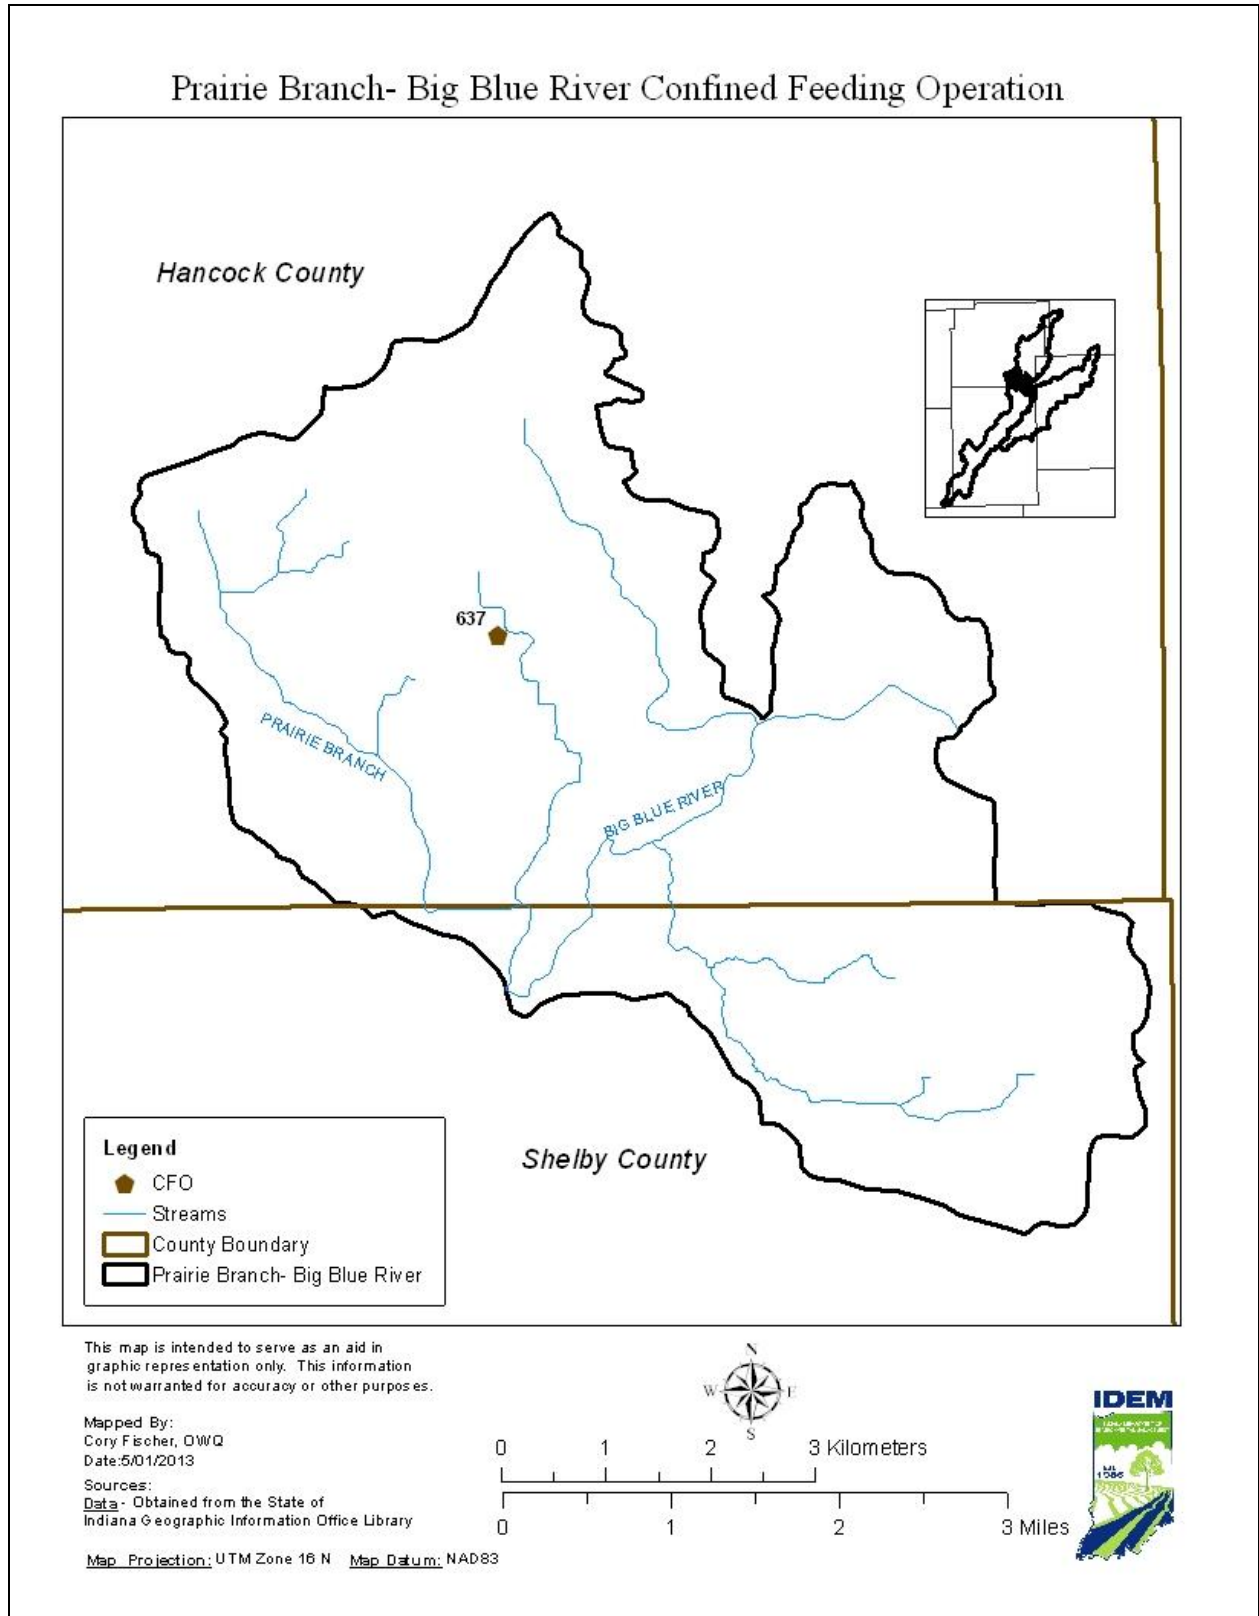 Prairie Branch- Big Blue River Confined Feeding Operation
Hancock County
637
PRAIRIE BRANCH
BIG BLUE RIVER
Shelby County
Legend
CFO
Streams
County Boundary
Prairie Branch- Big Blue River
This map is intended to serve as an aid in
graphic representation only. This information
is not warranted for accuracy or other purposes.
Mapped By:
Cory Fischer, OWQ
Date:5/01/2013
Sources:
Data - Obtained from the State of
Indiana Geographic Information Office Library
Map Projection: UTM Zone 16 N Map Datum: NAD83
N
W E
S
0 1 2 3 Kilometers
0 1 2 3 Miles
IDEM
1986